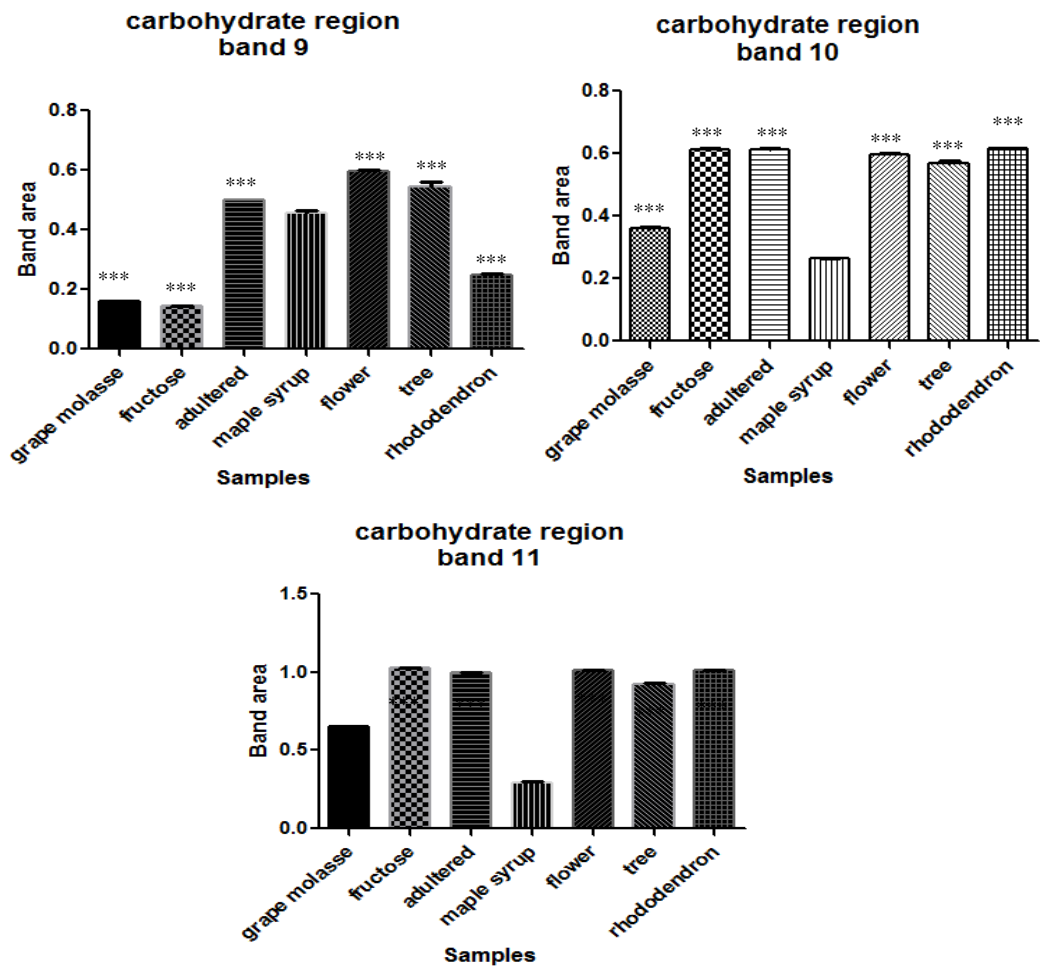 carbohydrate region
band 9
Band area
0.8
0.6
0.4
0.2
0.0
***
***
***
***
***
***
grape molasse
fructose
adultered
maple syrup
flower
tree
rhododendron
Samples
carbohydrate region
band 10
Band area
0.8
0.6
0.4
0.2
0.0
***
***
***
***
***
***
grape molasse
fructose
adultered
maple syrup
flower
tree
rhododendron
Samples
carbohydrate region
band 11
Band area
1.5
1.0
0.5
0.0
grape molasse
fructose
adultered
maple syrup
flower
tree
rhododendron
Samples